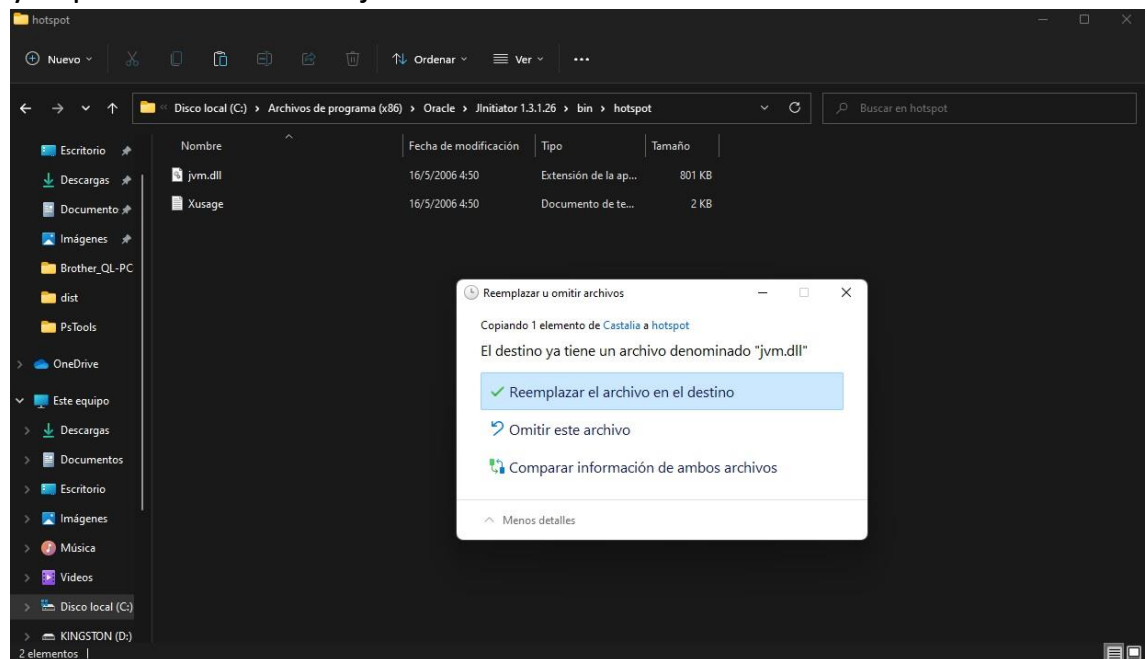 hotspot
Nuevo
Ordenar
Ver
Disco local (C:) > Archivos de programa (x86) > Oracle > JInitiator 1.3.1.26 > bin > hotspot
Buscar en hotspot
Nombre Fecha de modificación Tipo Tamaño
jvm.dll 16/5/2006 4:50 Extensión de la ap... 801 KB
Xusage 16/5/2006 4:50 Documento de te... 2 KB
Escritorio
Descargas
Documento
Imágenes
Brother_QL-PC
dist
PsTools
OneDrive
Este equipo
Descargas
Documentos
Escritorio
Imágenes
Música
Videos
Disco local (C:)
KINGSTON (D:)
2 elementos
Reemplazar u omitir archivos
Copiando 1 elemento de Castalia a hotspot
El destino ya tiene un archivo denominado "jvm.dll"
Reemplazar el archivo en el destino
Omitir este archivo
Comparar información de ambos archivos
Menos detalles